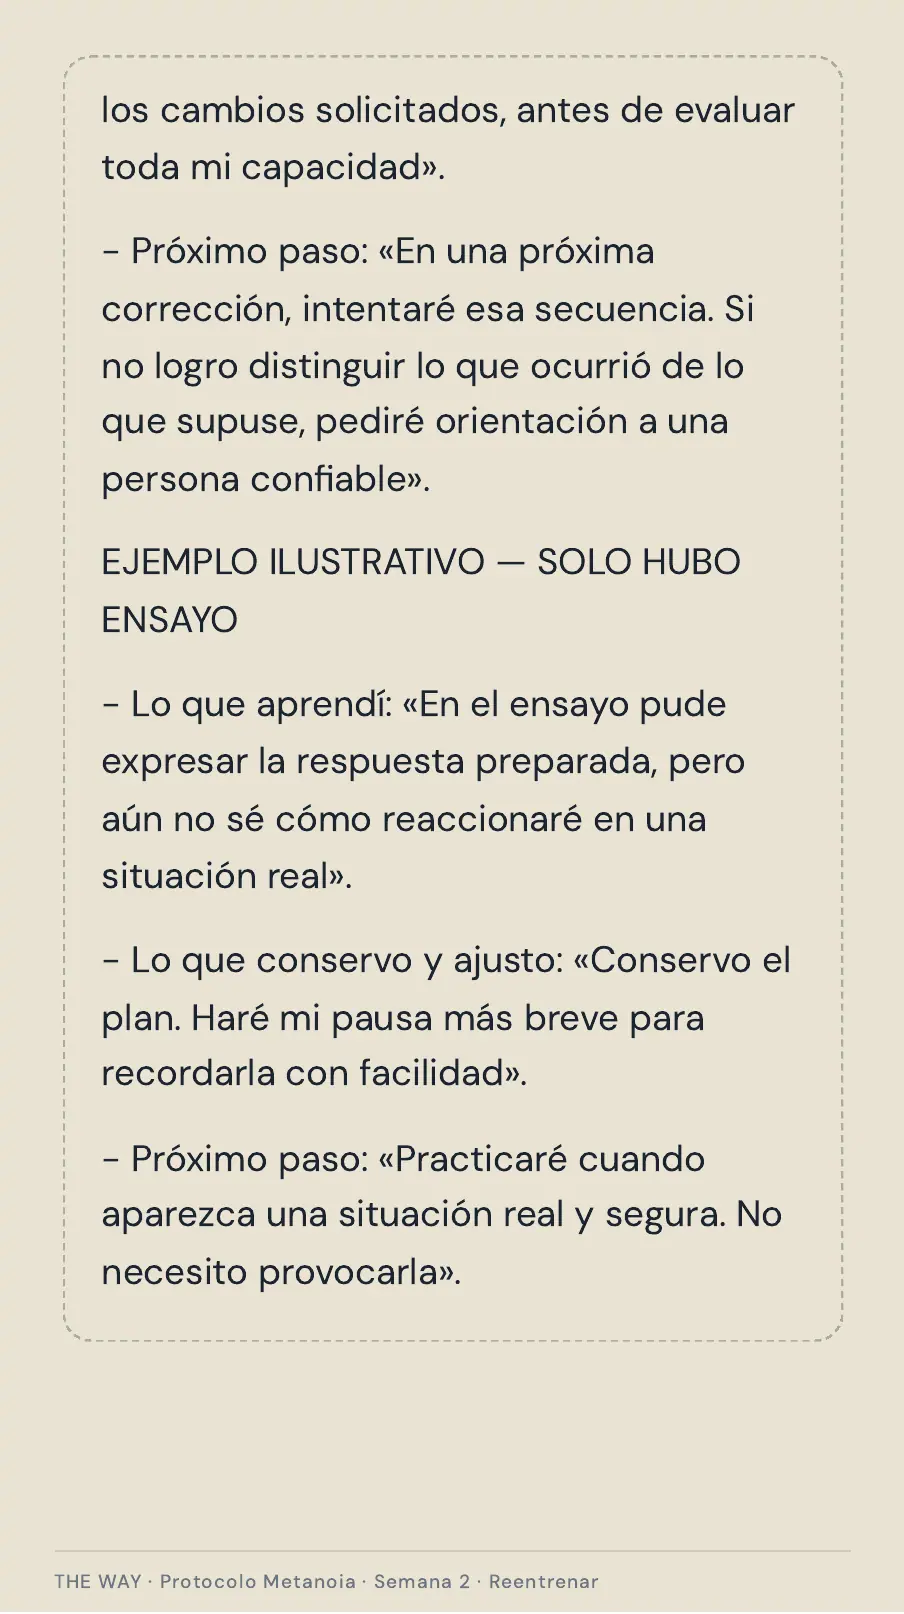 los cambios solicitados, antes de evaluar
toda mi capacidad».
– Próximo paso: «En una próxima
corrección, intentaré esa secuencia. Si
no logro distinguir lo que ocurrió de lo
que supuse, pediré orientación a una
persona confiable».
EJEMPLO ILUSTRATIVO — SOLO HUBO
ENSAYO
– Lo que aprendí: «En el ensayo pude
expresar la respuesta preparada, pero
aún no sé cómo reaccionaré en una
situación real».
– Lo que conservo y ajusto: «Conservo el
plan. Haré mi pausa más breve para
recordarla con facilidad».
– Próximo paso: «Practicaré cuando
aparezca una situación real y segura. No
necesito provocarla».
THE WAY · Protocolo Metanoia · Semana 2 · Reentrenar